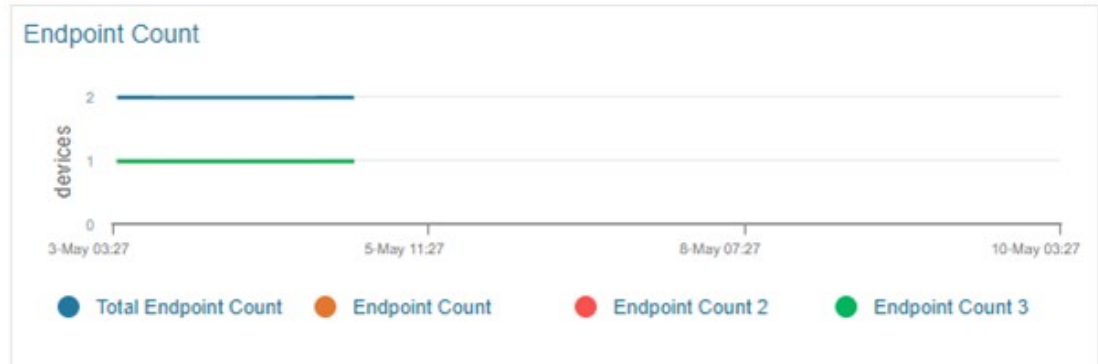 Endpoint Count
2
devices
1
0
3-May 03:27 5-May 11:27 8-May 07:27 10-May 03:27
Total Endpoint Count Endpoint Count Endpoint Count 2 Endpoint Count 3